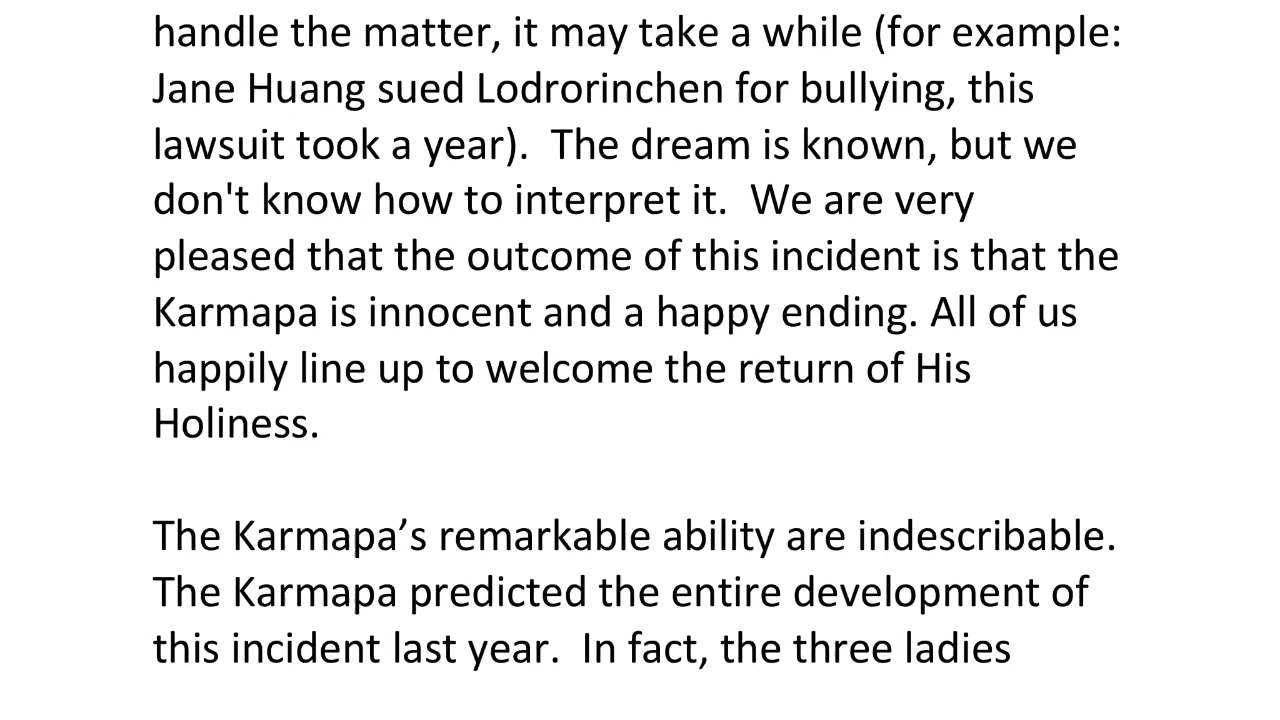 handle the matter, it may take a while (for example:
Jane Huang sued Lodrorinchen for bullying, this
lawsuit took a year).  The dream is known, but we
don't know how to interpret it.  We are very
pleased that the outcome of this incident is that the
Karmapa is innocent and a happy ending. All of us
happily line up to welcome the return of His
Holiness.

The Karmapa’s remarkable ability are indescribable.
The Karmapa predicted the entire development of
this incident last year.  In fact, the three ladies